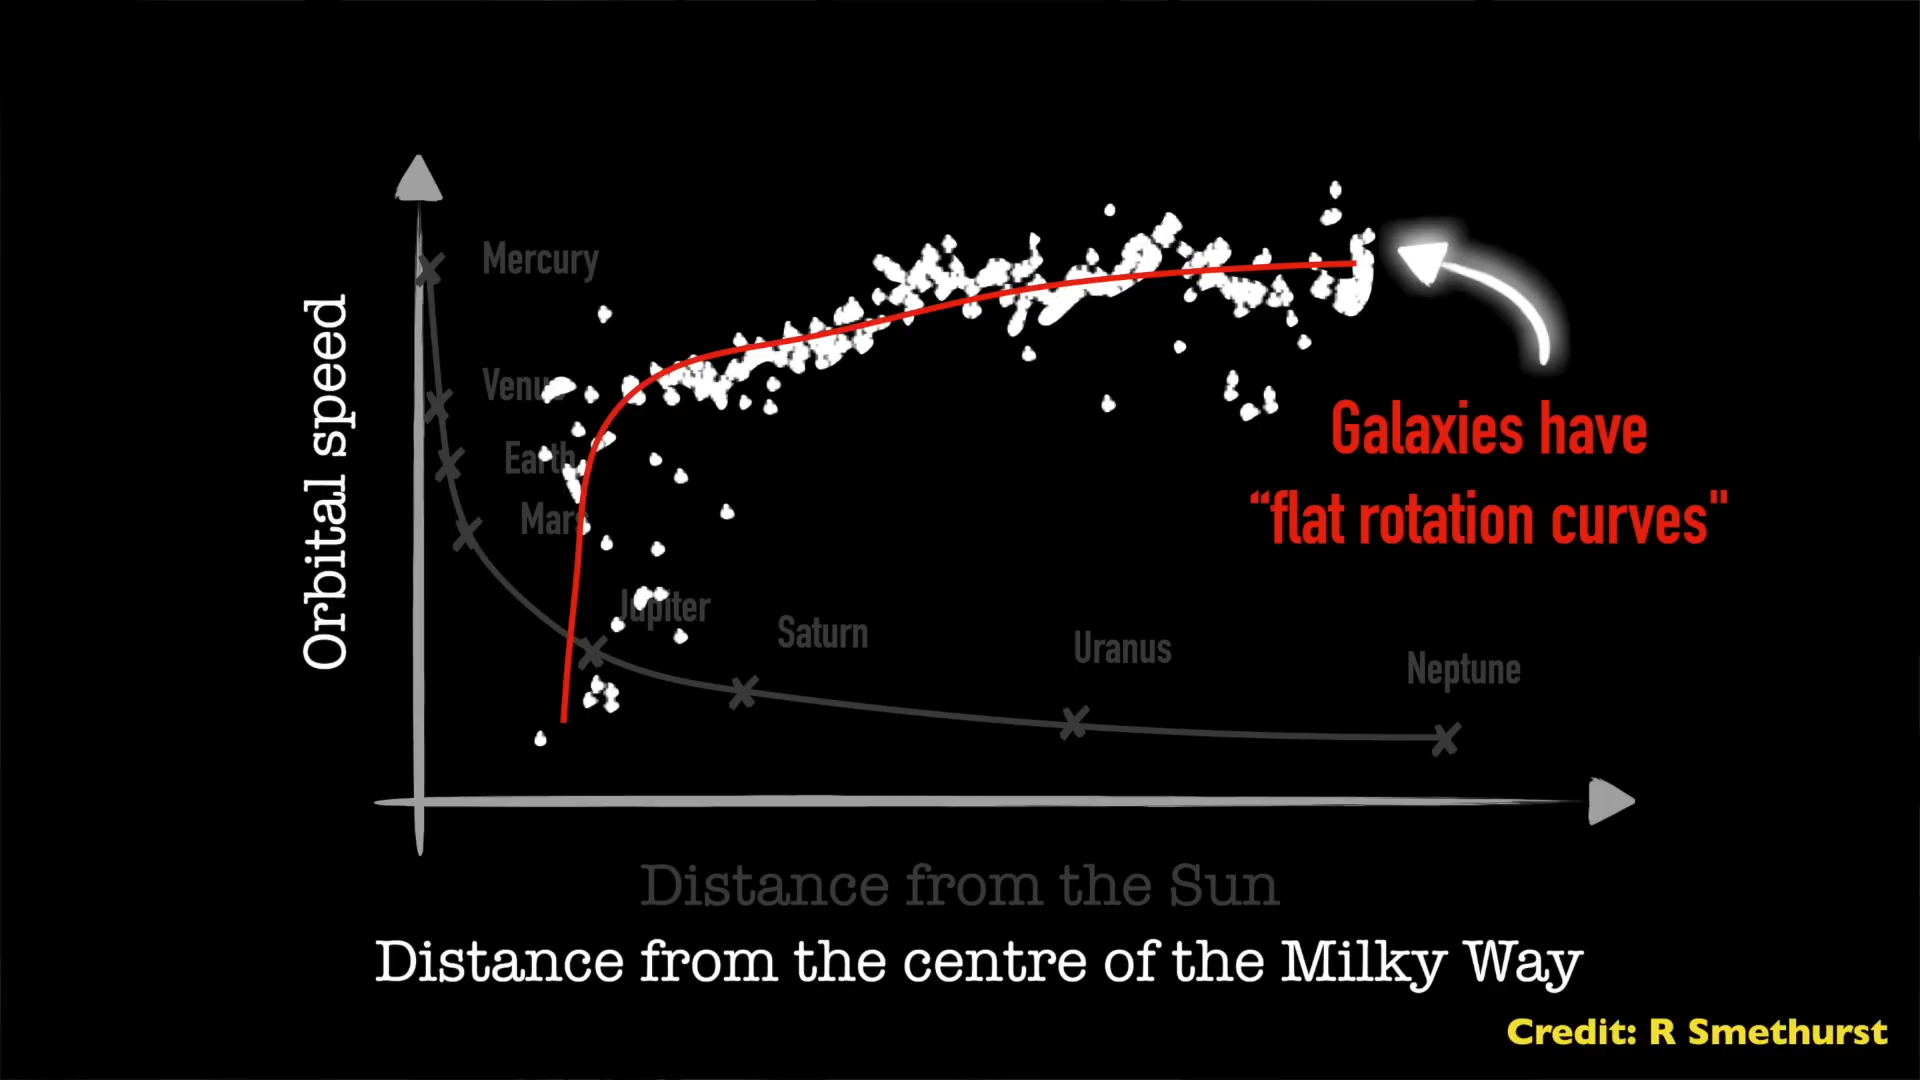 Mercury
Venus
Earth
Mars
Jupiter
Saturn
Uranus
Neptune
Orbital speed
Galaxies have
“flat rotation curves"
Distance from the Sun
Distance from the centre of the Milky Way
Credit: R Smethurst